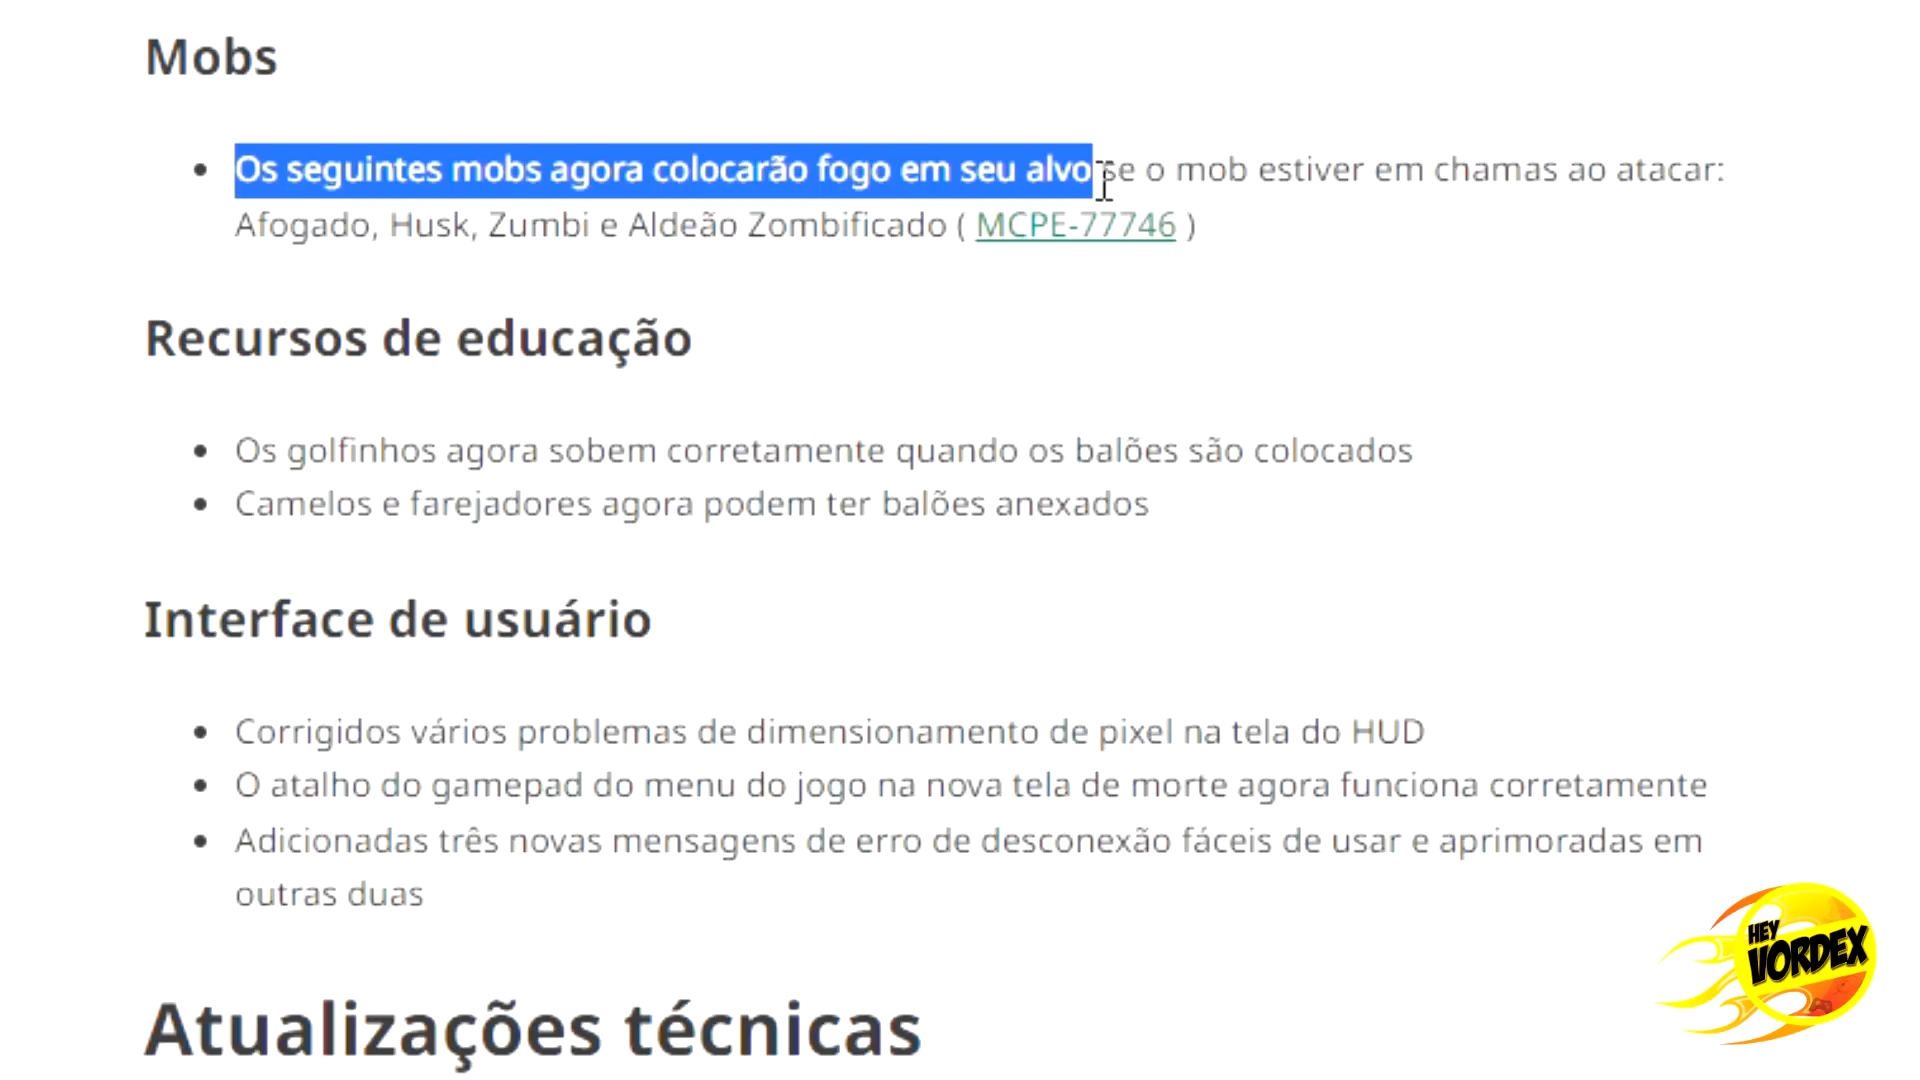 Mobs
Os seguintes mobs agora colocarão fogo em seu alvo se o mob estiver em chamas ao atacar:
Afogado, Husk, Zumbi e Aldeão Zombificado ( MCPE-77746 )
Recursos de educação
Os golfinhos agora sobem corretamente quando os balões são colocados
Camelos e farejadores agora podem ter balões anexados
Interface de usuário
Corrigidos vários problemas de dimensionamento de pixel na tela do HUD
O atalho do gamepad do menu do jogo na nova tela de morte agora funciona corretamente
Adicionadas três novas mensagens de erro de desconexão fáceis de usar e aprimoradas em
outras duas
HEY
VORDEX
Atualizações técnicas